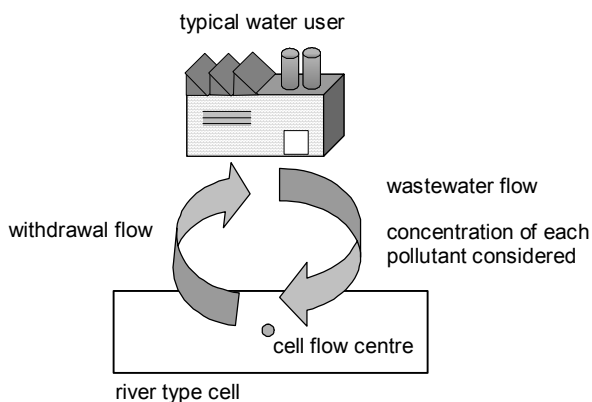 typical water user
withdrawal flow
wastewater flow
concentration of each
pollutant considered
cell flow centre
river type cell